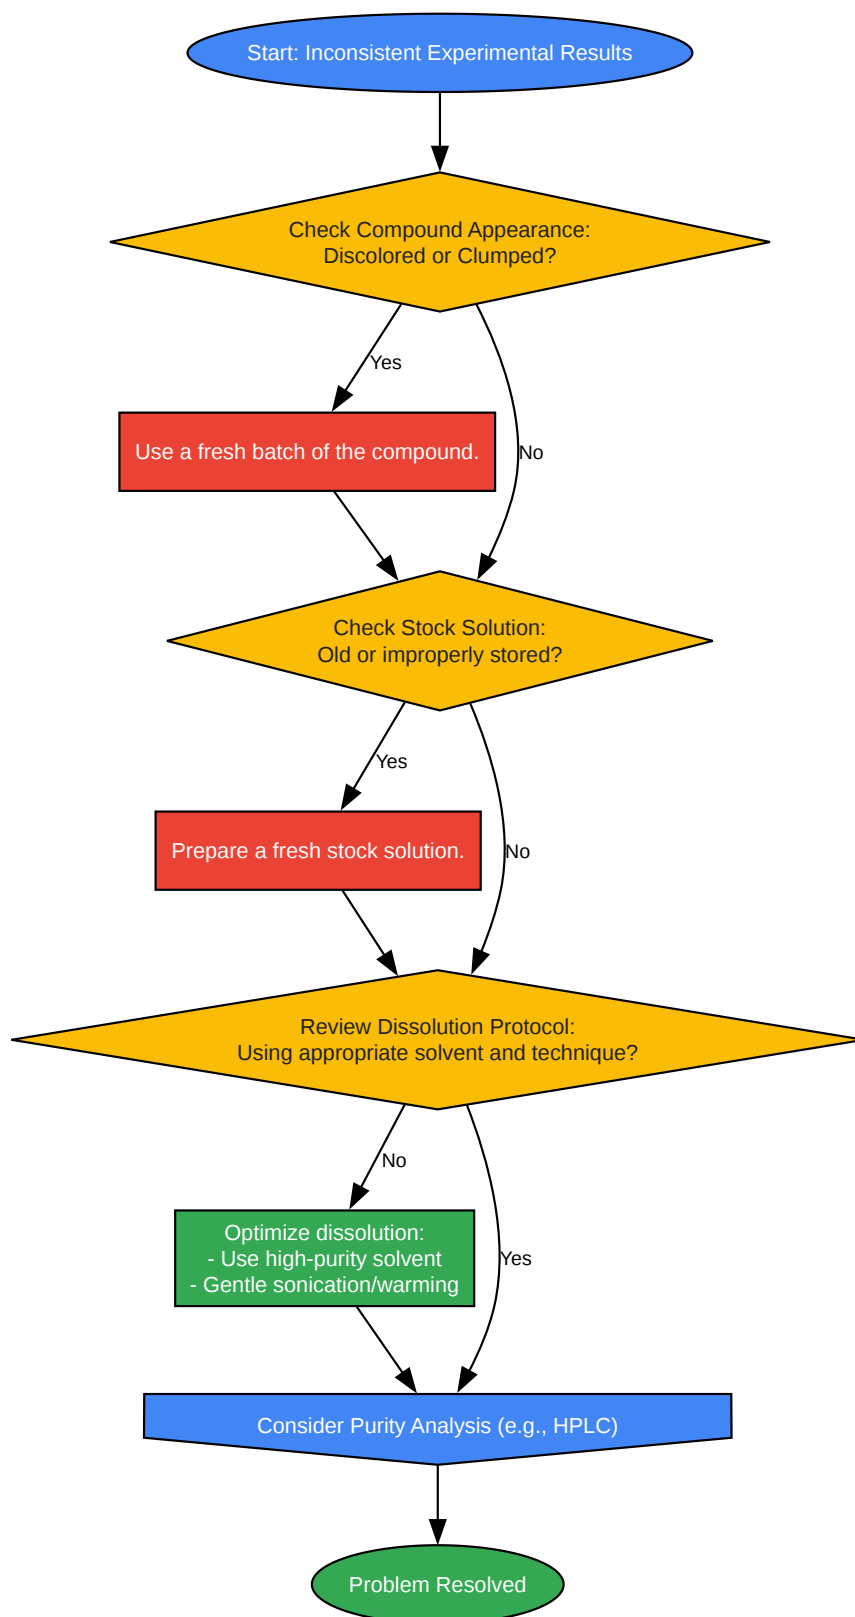 Start: Inconsistent Experimental Results
Check Compound Appearance:
Discolored or Clumped?
Yes
Use a fresh batch of the compound.
No
Check Stock Solution:
Old or improperly stored?
Yes
Prepare a fresh stock solution.
No
Review Dissolution Protocol:
Using appropriate solvent and technique?
No
Optimize dissolution:
- Use high-purity solvent
- Gentle sonication/warming
Yes
Consider Purity Analysis (e.g., HPLC)
Problem Resolved